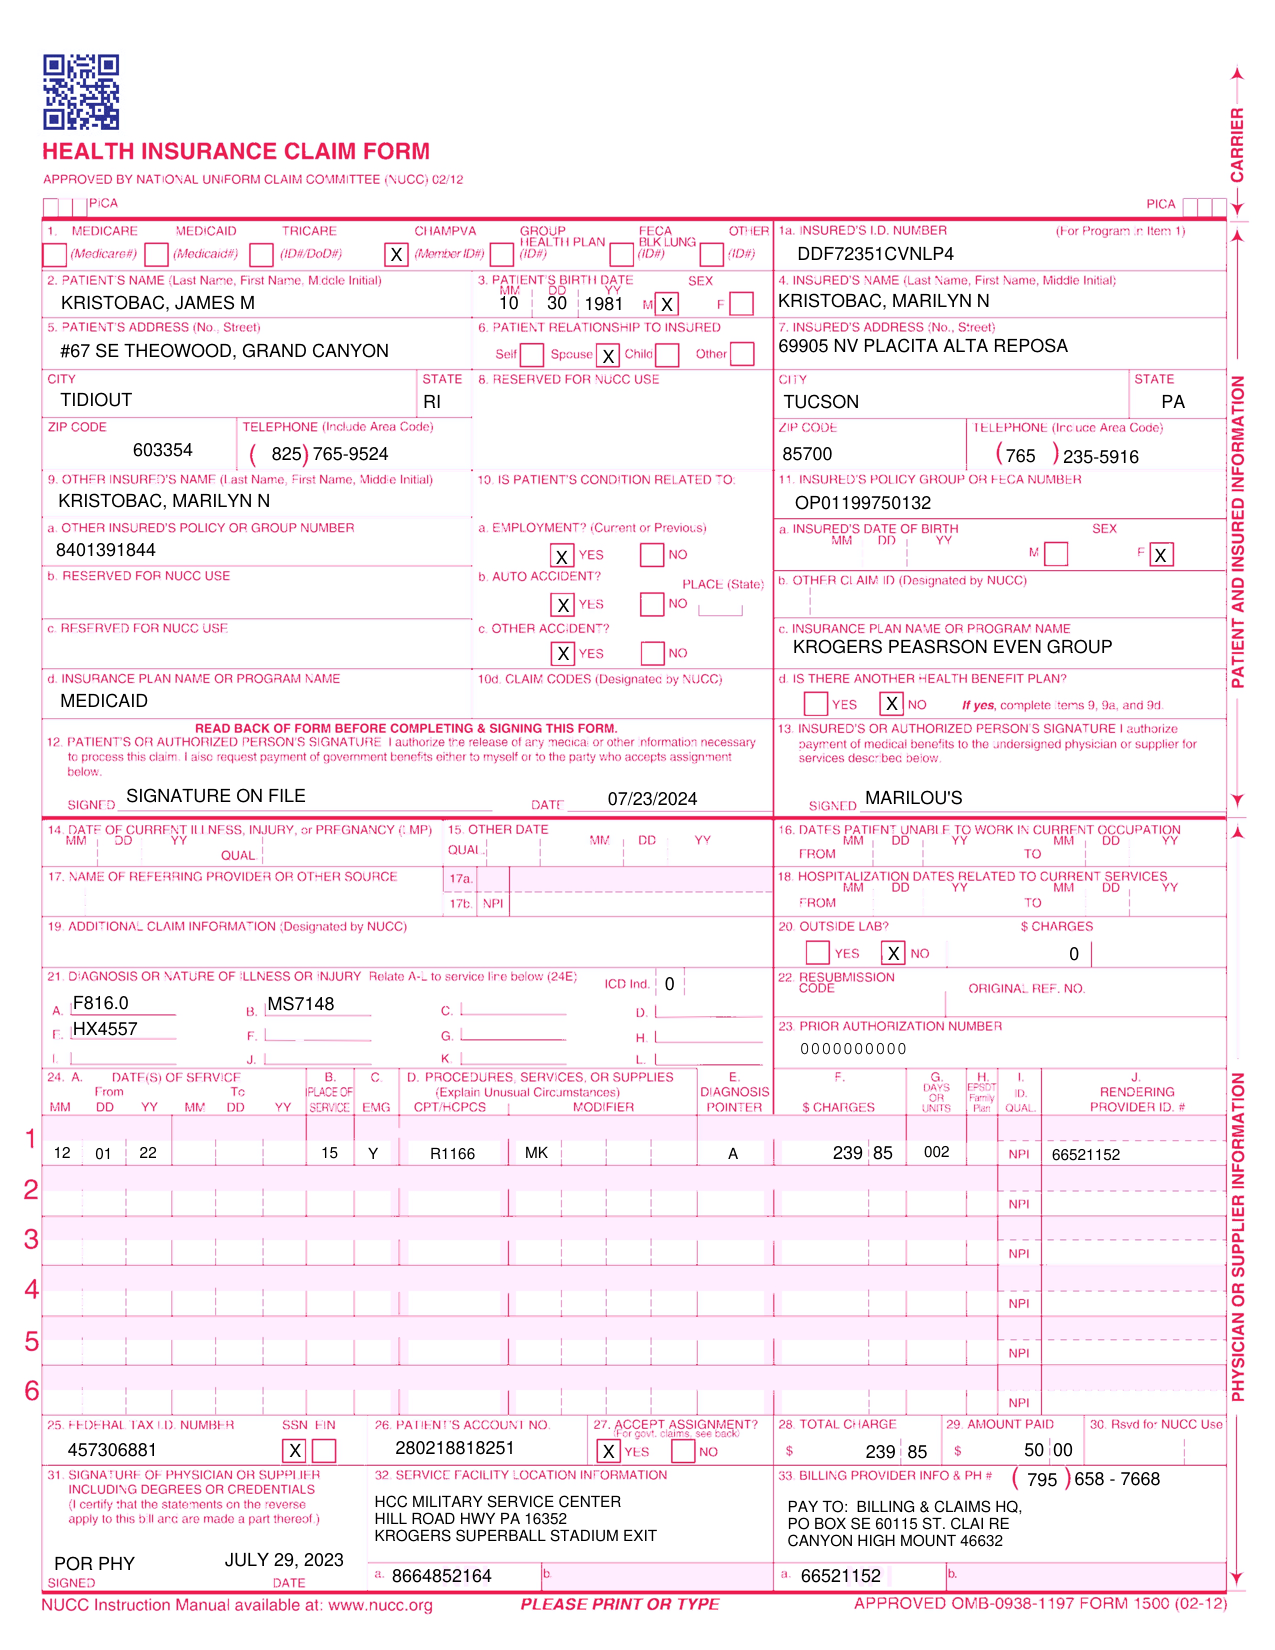 HEALTH INSURANCE CLAIM FORM
APPROVED BY NATIONAL UNIFORM CLAIM COMMITTEE (NUCC) 02/12
PICA
PICA
CARRIER
1. MEDICARE MEDICAID TRICARE CHAMPVA GROUP HEALTH PLAN FECA BLK LUNG OTHER
(Medicare#) (Medicaid#) (ID#/DoD#) X (Member ID#) (ID#) (ID#) (ID#)
1a. INSURED'S I.D. NUMBER (For Program in Item 1)
DDF72351CVNLP4
2. PATIENT'S NAME (Last Name, First Name, Middle Initial)
KRISTOBAC, JAMES M
3. PATIENT'S BIRTH DATE SEX
MM DD YY
10 30 1981 M X F
4. INSURED'S NAME (Last Name, First Name, Middle Initial)
KRISTOBAC, MARILYN N
5. PATIENT'S ADDRESS (No., Street)
#67 SE THEOWOOD, GRAND CANYON
6. PATIENT RELATIONSHIP TO INSURED
Self Spouse X Child Other
7. INSURED'S ADDRESS (No., Street)
69905 NV PLACITA ALTA REPOSA
CITY STATE
TIDIOUT RI
8. RESERVED FOR NUCC USE
CITY STATE
TUCSON PA
ZIP CODE TELEPHONE (Include Area Code)
603354 (825) 765-9524
ZIP CODE TELEPHONE (Include Area Code)
85700 (765) 235-5916
9. OTHER INSURED'S NAME (Last Name, First Name, Middle Initial)
KRISTOBAC, MARILYN N
10. IS PATIENT'S CONDITION RELATED TO:
11. INSURED'S POLICY GROUP OR FECA NUMBER
OP01199750132
a. OTHER INSURED'S POLICY OR GROUP NUMBER
8401391844
a. EMPLOYMENT? (Current or Previous)
X YES NO
a. INSURED'S DATE OF BIRTH SEX
MM DD YY
M F X
b. RESERVED FOR NUCC USE
b. AUTO ACCIDENT? PLACE (State)
X YES NO
b. OTHER CLAIM ID (Designated by NUCC)
c. RESERVED FOR NUCC USE
c. OTHER ACCIDENT?
X YES NO
c. INSURANCE PLAN NAME OR PROGRAM NAME
KROGERS PEASRSON EVEN GROUP
d. INSURANCE PLAN NAME OR PROGRAM NAME
MEDICAID
10d. CLAIM CODES (Designated by NUCC)
d. IS THERE ANOTHER HEALTH BENEFIT PLAN?
YES X NO If yes, complete items 9, 9a, and 9d.
PATIENT AND INSURED INFORMATION
READ BACK OF FORM BEFORE COMPLETING & SIGNING THIS FORM.
12. PATIENT'S OR AUTHORIZED PERSON'S SIGNATURE I authorize the release of any medical or other information necessary
to process this claim. I also request payment of government benefits either to myself or to the party who accepts assignment
below.
SIGNED SIGNATURE ON FILE DATE 07/23/2024
13. INSURED'S OR AUTHORIZED PERSON'S SIGNATURE I authorize
payment of medical benefits to the undersigned physician or supplier for
services described below.
SIGNED MARILOU'S
14. DATE OF CURRENT ILLNESS, INJURY, or PREGNANCY (LMP)
MM DD YY
QUAL.
15. OTHER DATE
QUAL. MM DD YY
16. DATES PATIENT UNABLE TO WORK IN CURRENT OCCUPATION
MM DD YY MM DD YY
FROM TO
17. NAME OF REFERRING PROVIDER OR OTHER SOURCE
17a.
17b. NPI
18. HOSPITALIZATION DATES RELATED TO CURRENT SERVICES
MM DD YY MM DD YY
FROM TO
19. ADDITIONAL CLAIM INFORMATION (Designated by NUCC)
20. OUTSIDE LAB? $ CHARGES
YES X NO 0
21. DIAGNOSIS OR NATURE OF ILLNESS OR INJURY Relate A-L to service line below (24E) ICD Ind. 0
A. F816.0 B. MS7148 C. D.
E. HX4557 F. G. H.
I. J. K. L.
22. RESUBMISSION CODE ORIGINAL REF. NO.
23. PRIOR AUTHORIZATION NUMBER
0000000000
24. A. DATE(S) OF SERVICE B. C. D. PROCEDURES, SERVICES, OR SUPPLIES E. F. G. H. I. J.
From To PLACE OF SERVICE EMG (Explain Unusual Circumstances) DIAGNOSIS POINTER $ CHARGES DAYS OR UNITS EPSDT Family Plan ID. QUAL. RENDERING PROVIDER ID. #
MM DD YY MM DD YY CPT/HCPCS MODIFIER
1 12 01 22 15 Y R1166 MK A 239 85 002 NPI 66521152
2 NPI
3 NPI
4 NPI
5 NPI
6 NPI
PHYSICIAN OR SUPPLIER INFORMATION
25. FEDERAL TAX I.D. NUMBER SSN EIN
457306881 X
26. PATIENT'S ACCOUNT NO.
280218818251
27. ACCEPT ASSIGNMENT?
(For govt. claims, see back)
X YES NO
28. TOTAL CHARGE
$ 239 85
29. AMOUNT PAID
$ 50 00
30. Rsvd for NUCC Use
31. SIGNATURE OF PHYSICIAN OR SUPPLIER
INCLUDING DEGREES OR CREDENTIALS
(I certify that the statements on the reverse
apply to this bill and are made a part thereof.)
POR PHY JULY 29, 2023
SIGNED DATE
32. SERVICE FACILITY LOCATION INFORMATION
HCC MILITARY SERVICE CENTER
HILL ROAD HWY PA 16352
KROGERS SUPERBALL STADIUM EXIT
a. 8664852164 b.
33. BILLING PROVIDER INFO & PH # (795) 658 - 7668
PAY TO: BILLING & CLAIMS HQ,
PO BOX SE 60115 ST. CLAI RE
CANYON HIGH MOUNT 46632
a. 66521152 b.
NUCC Instruction Manual available at: www.nucc.org
PLEASE PRINT OR TYPE
APPROVED OMB-0938-1197 FORM 1500 (02-12)